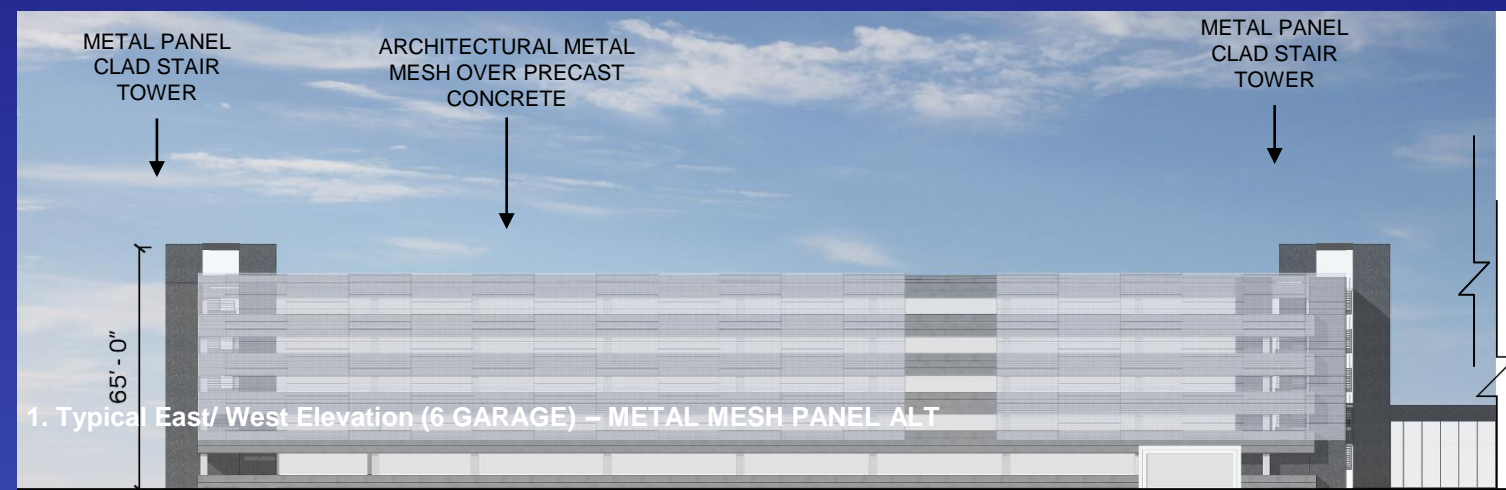 METAL PANEL
CLAD STAIR
TOWER
ARCHITECTURAL METAL
MESH OVER PRECAST
CONCRETE
METAL PANEL
CLAD STAIR
TOWER
65' - 0"
1. Typical East/ West Elevation (6 GARAGE) – METAL MESH PANEL ALT